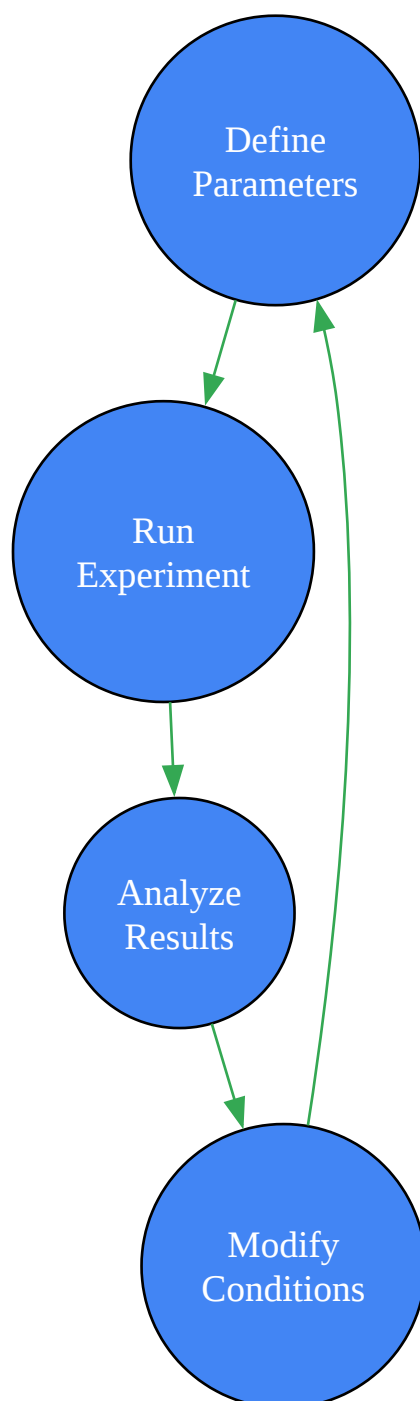 Define
Parameters
Run
Experiment
Analyze
Results
Modify
Conditions